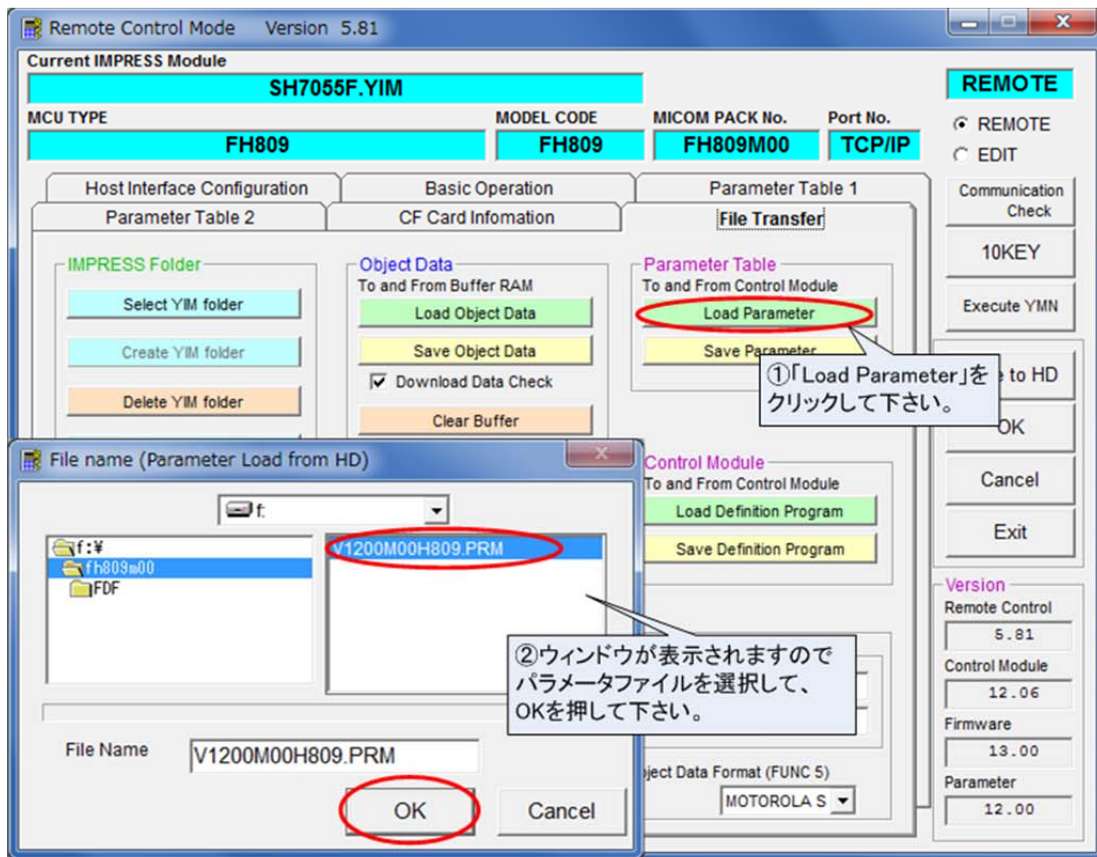 Remote Control Mode Version 5.81
Current IMPRESS Module
SH7055F.YIM
REMOTE
MCU TYPE
MODEL CODE
MICOM PACK No.
Port No.
FH809
FH809
FH809M00
TCP/IP
REMOTE
EDIT
Host Interface Configuration
Basic Operation
Parameter Table 1
Parameter Table 2
CF Card Infomation
File Transfer
Communication
Check
10KEY
Execute YMN
to HD
OK
Cancel
Exit
IMPRESS Folder
Select YIM folder
Create YIM folder
Delete YIM folder
Object Data
To and From Buffer RAM
Load Object Data
Save Object Data
Download Data Check
Clear Buffer
Parameter Table
To and From Control Module
Load Parameter
Save Parameter
①「Load Parameter」を
クリックして下さい。
Control Module
To and From Control Module
Load Definition Program
Save Definition Program
File name (Parameter Load from HD)
f:
f:¥
fh809m00
FDF
V1200M00H809.PRM
②ウィンドウが表示されますので
パラメータファイルを選択して、
OKを押して下さい。
File Name
V1200M00H809.PRM
OK
Cancel
Data Format (FUNC 5)
MOTOROLA S
Version
Remote Control
5.81
Control Module
12.06
Firmware
13.00
Parameter
12.00